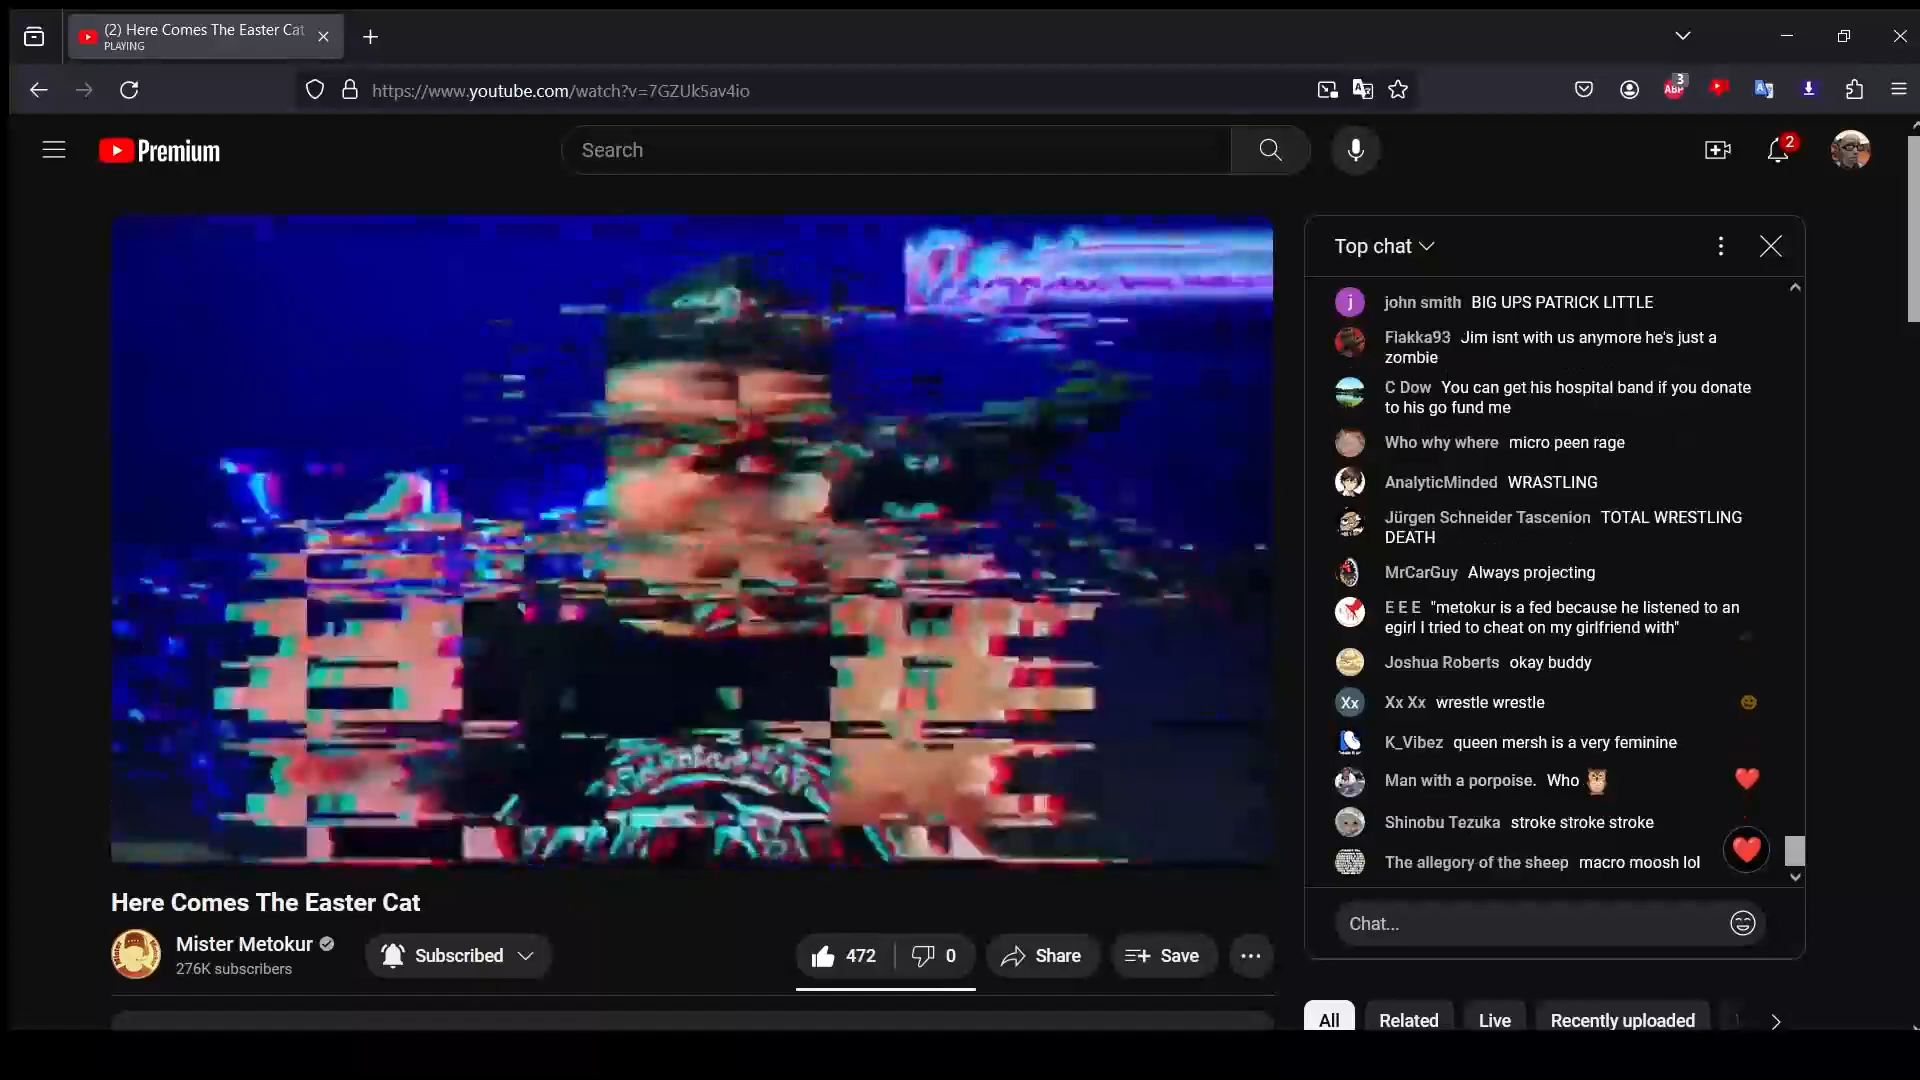 (2) Here Comes The Easter Cat
PLAYING
https://www.youtube.com/watch?v=7GZUk5av4io
3
ABP
Premium
Search
2
Top chat
j john smith BIG UPS PATRICK LITTLE
Flakka93 Jim isnt with us anymore he's just a
zombie
C Dow You can get his hospital band if you donate
to his go fund me
Who why where micro peen rage
AnalyticMinded WRASTLING
Jürgen Schneider Tascenion TOTAL WRESTLING
DEATH
MrCarGuy Always projecting
E E E "metokur is a fed because he listened to an
egirl I tried to cheat on my girlfriend with"
Joshua Roberts okay buddy
Xx Xx Xx wrestle wrestle
K_Vibez queen mersh is a very feminine
Man with a porpoise. Who 🦉
Shinobu Tezuka stroke stroke stroke
The allegory of the sheep macro moosh lol
Chat...
Here Comes The Easter Cat
Mister Metokur
276K subscribers
Subscribed
472
0
Share
Save
All
Related
Live
Recently uploaded